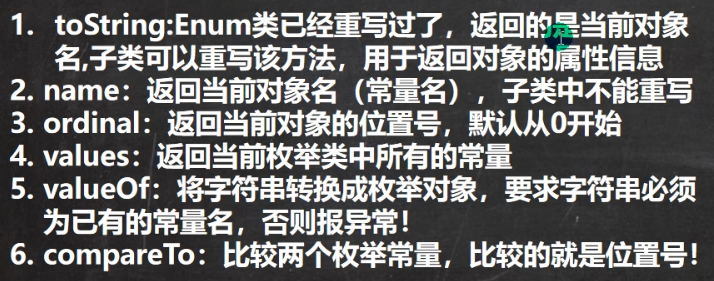 1. toString:Enum类已经重写过了，返回的是当前对象
名,子类可以重写该方法，用于返回对象的属性信息
2. name：返回当前对象名（常量名），子类中不能重写
3. ordinal：返回当前对象的位置号，默认从0开始
4. values：返回当前枚举类中所有的常量
5. valueOf：将字符串转换成枚举对象，要求字符串必须
为已有的常量名，否则报异常！
6. compareTo：比较两个枚举常量，比较的就是位置号！